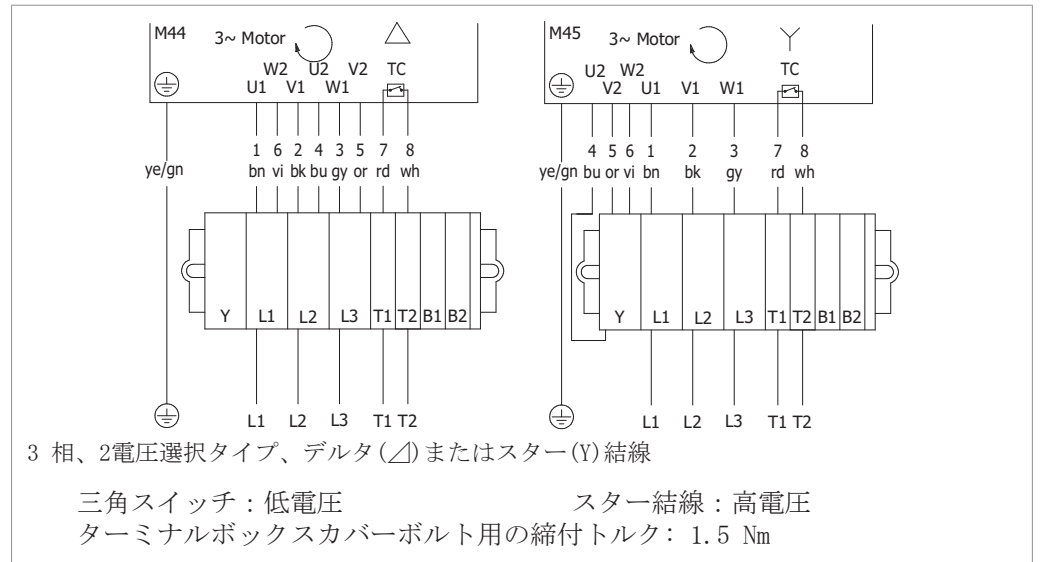 M44 3~ Motor △ M45 3~ Motor Y
W2 U2 V2 TC U2 W2 TC
U1 V1 W1 V2 U1 V1 W1
1 6 2 4 3 5 7 8 4 5 6 1 2 3 7 8
ye/gn bn vi bk bu gy or rd wh ye/gn bu or vi bn bk gy rd wh
Y L1 L2 L3 T1 T2 B1 B2 Y L1 L2 L3 T1 T2 B1 B2
L1 L2 L3 T1 T2 L1 L2 L3 T1 T2
3 相、2電圧選択タイプ、デルタ(⊿)またはスター(Y)結線
三角スイッチ：低電圧 スター結線：高電圧
ターミナルボックスカバーボルト用の締付トルク: 1.5 Nm